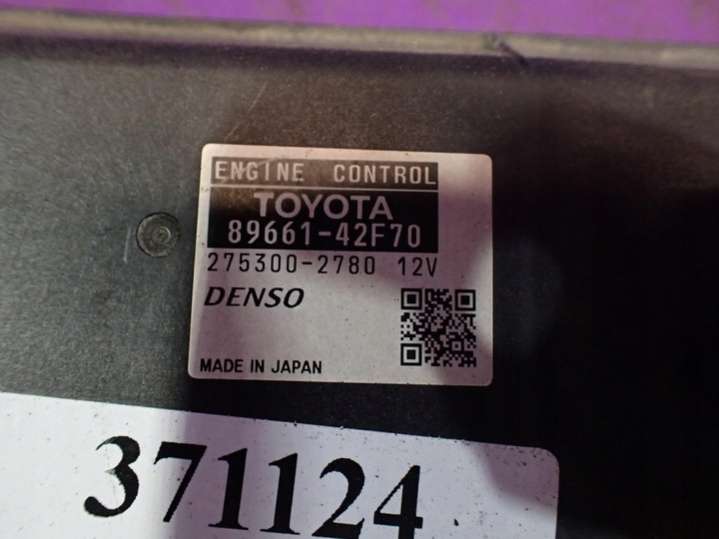 ENGINE CONTROL
TOYOTA
89661-42F70
275300-2780 12V
DENSO
MADE IN JAPAN
371124